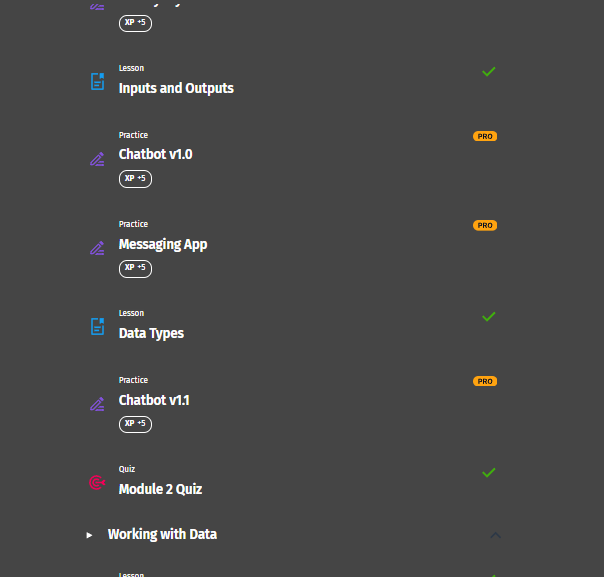 XP +5
Lesson
Inputs and Outputs
Practice
PRO
Chatbot v1.0
XP +5
Practice
PRO
Messaging App
XP +5
Lesson
Data Types
Practice
PRO
Chatbot v1.1
XP +5
Quiz
Module 2 Quiz
Working with Data
Lesson